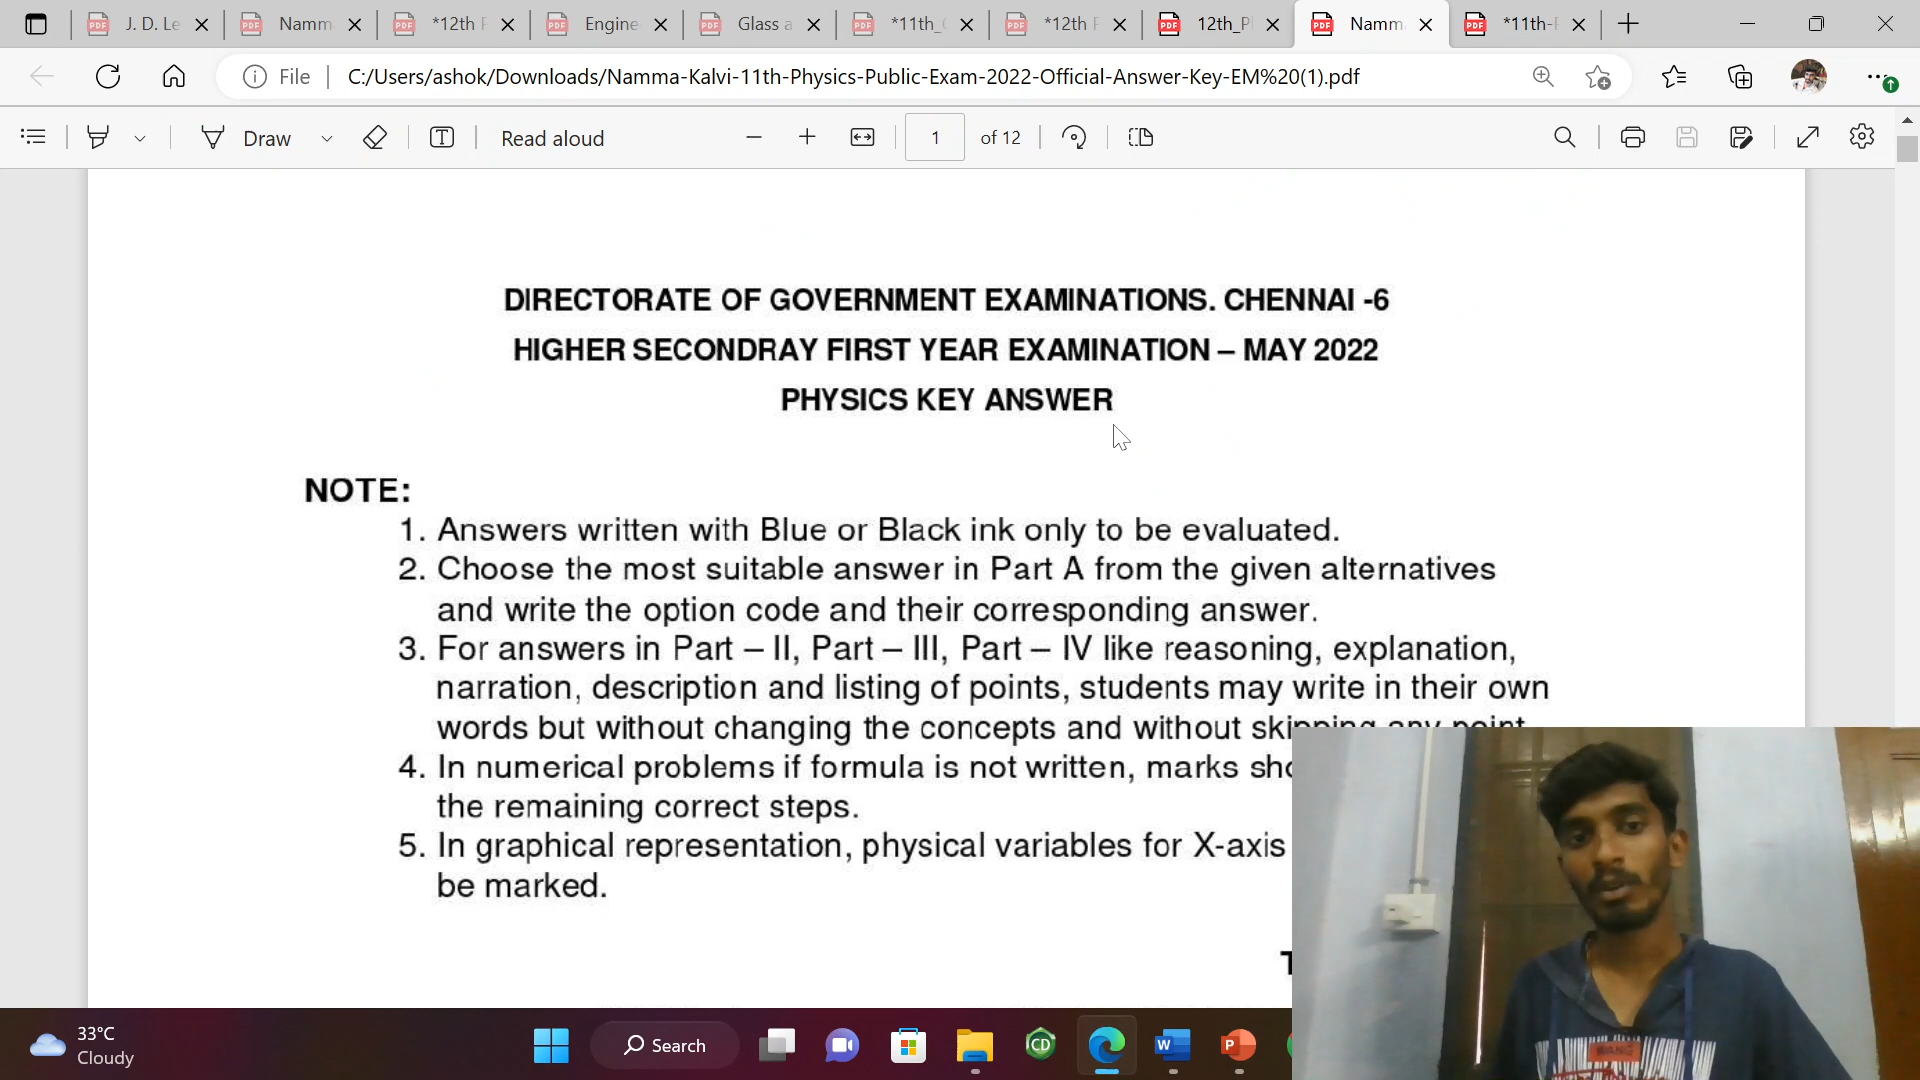 J. D. Le
Namm
*12th P
Engine
Glass a
*11th_C
*12th P
12th_Pl
Namm
*11th-P
File
C:/Users/ashok/Downloads/Namma-Kalvi-11th-Physics-Public-Exam-2022-Official-Answer-Key-EM%20(1).pdf
Draw
Read aloud
1 of 12
DIRECTORATE OF GOVERNMENT EXAMINATIONS. CHENNAI -6
HIGHER SECONDRAY FIRST YEAR EXAMINATION – MAY 2022
PHYSICS KEY ANSWER
NOTE:
1. Answers written with Blue or Black ink only to be evaluated.
2. Choose the most suitable answer in Part A from the given alternatives
and write the option code and their corresponding answer.
3. For answers in Part – II, Part – III, Part – IV like reasoning, explanation,
narration, description and listing of points, students may write in their own
words but without changing the concepts and without skipping any point.
4. In numerical problems if formula is not written, marks sho
the remaining correct steps.
5. In graphical representation, physical variables for X-axis
be marked.
T
33°C
Cloudy
Search